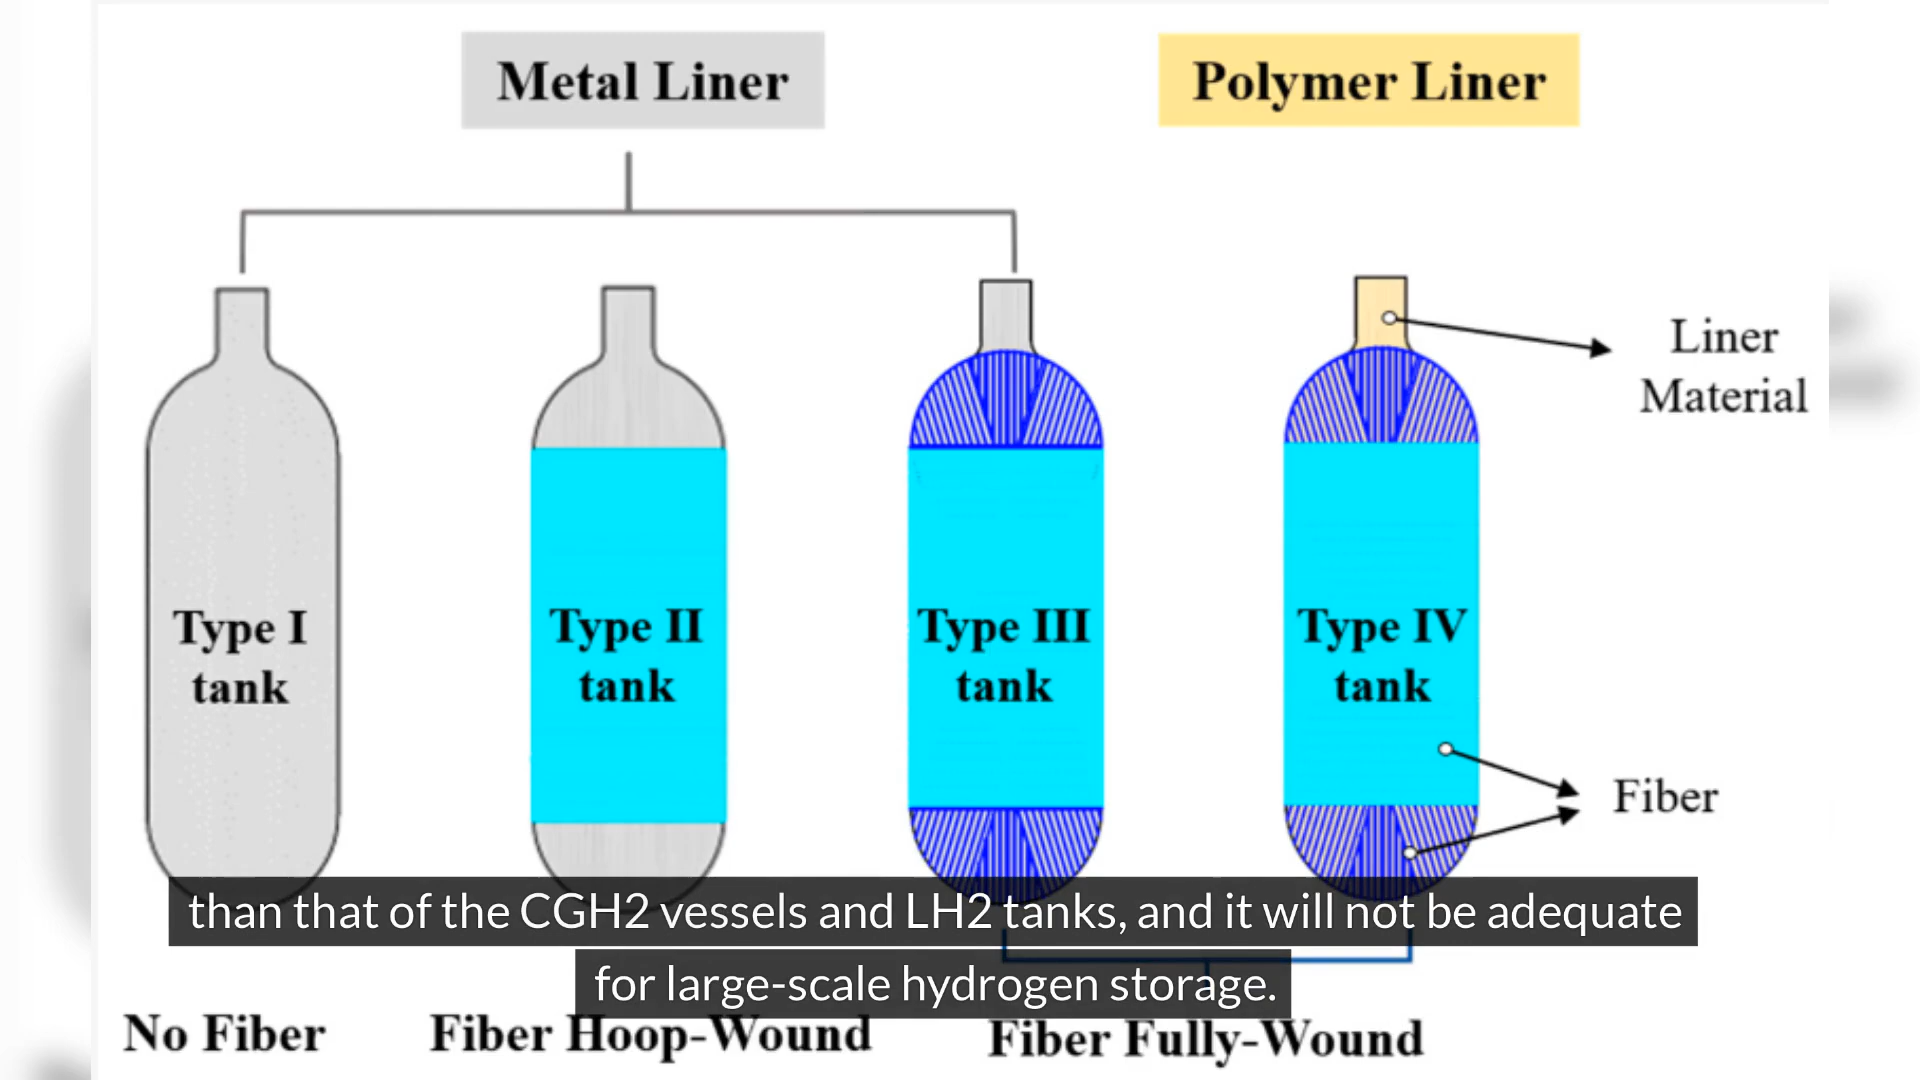 Metal Liner
Polymer Liner
Liner
Material
Type I
tank
Type II
tank
Type III
tank
Type IV
tank
Fiber
than that of the CGH2 vessels and LH2 tanks, and it will not be adequate
for large-scale hydrogen storage.
No Fiber
Fiber Hoop-Wound
Fiber Fully-Wound